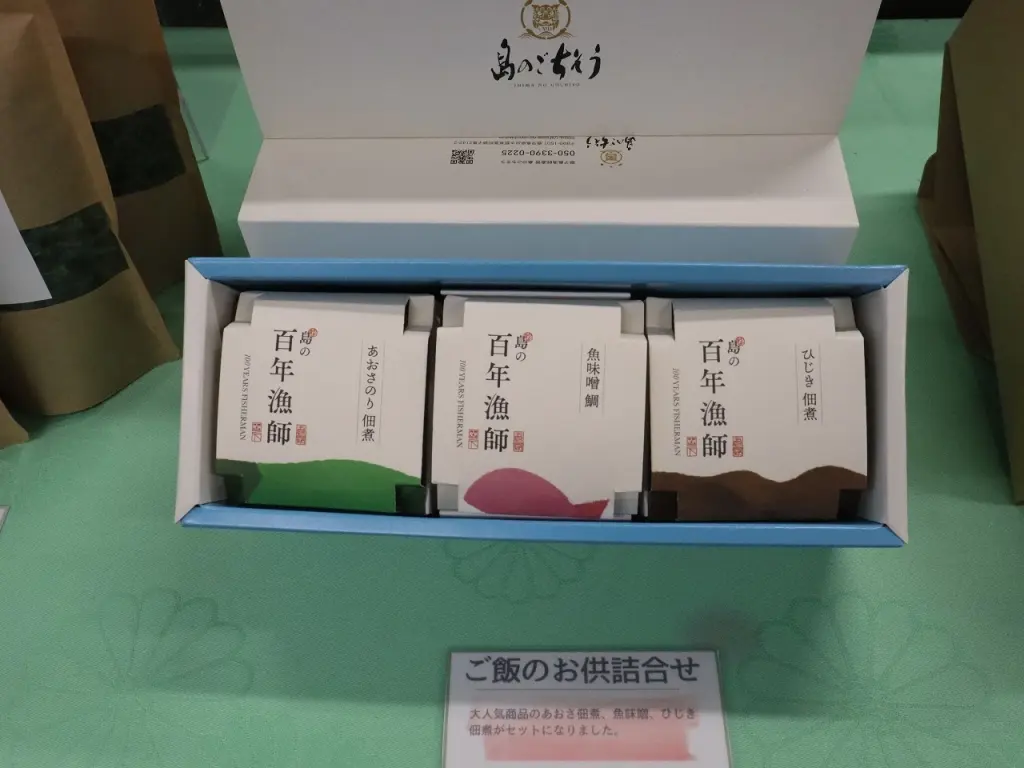 島のごちそう
050-3390-0225
島の
百年漁師
100 YEARS FISHERMAN
あおさのり 佃煮
島の
百年漁師
100 YEARS FISHERMAN
魚味噌 鯛
島の
百年漁師
100 YEARS FISHERMAN
ひじき 佃煮
ご飯のお供詰合せ
大人気商品のあおさ佃煮、魚味噌、ひじき
佃煮がセットになりました。